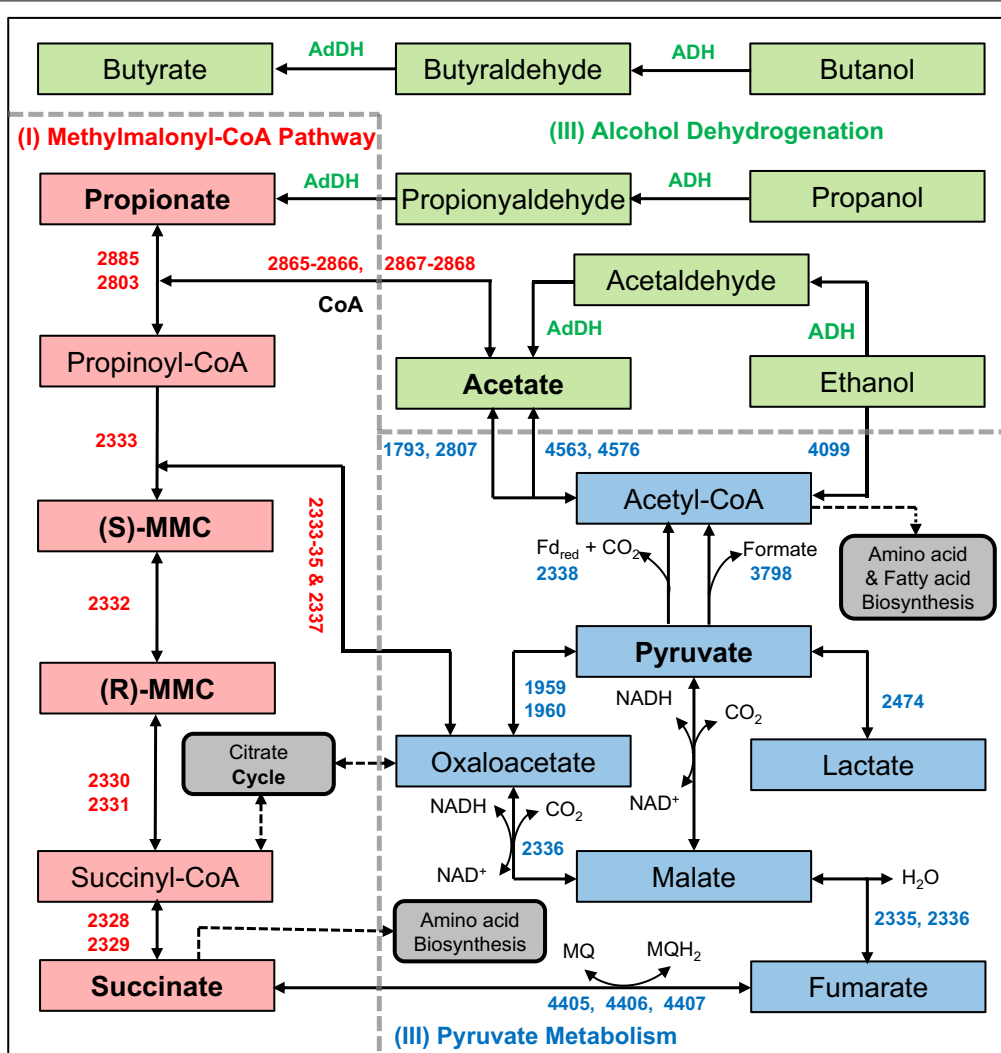 AdDH
ADH
Butyrate
Butyraldehyde
Butanol
(I) Methylmalonyl-CoA Pathway
(III) Alcohol Dehydrogenation
AdDH
ADH
Propionate
Propionyaldehyde
Propanol
2885
2803
2865-2866, 2867-2868
CoA
Acetaldehyde
AdDH
ADH
Propinoyl-CoA
Acetate
Ethanol
2333
1793, 2807
4563, 4576
4099
2333-35 & 2337
(S)-MMC
Acetyl-CoA
Fdred + CO2
2338
Formate
3798
Amino acid
& Fatty acid
Biosynthesis
2332
Pyruvate
(R)-MMC
1959
1960
NADH
CO2
2474
Citrate
Cycle
Oxaloacetate
Lactate
2330
2331
NADH
CO2
NAD+
2336
NAD+
Succinyl-CoA
Malate
H2O
2328
2329
Amino acid
Biosynthesis
2335, 2336
MQ
MQH2
Succinate
4405, 4406, 4407
Fumarate
(III) Pyruvate Metabolism